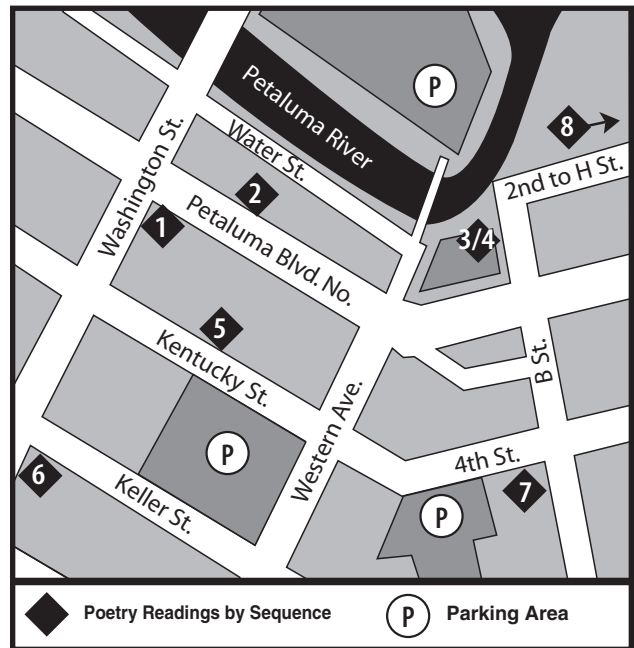 P
Petaluma River
8
2nd to H St.
Water St.
Washington St.
2
1
Petaluma Blvd. No.
3/4
5
Kentucky St.
B St.
Western Ave.
P
4th St.
6
Keller St.
7
P
Poetry Readings by Sequence
P Parking Area